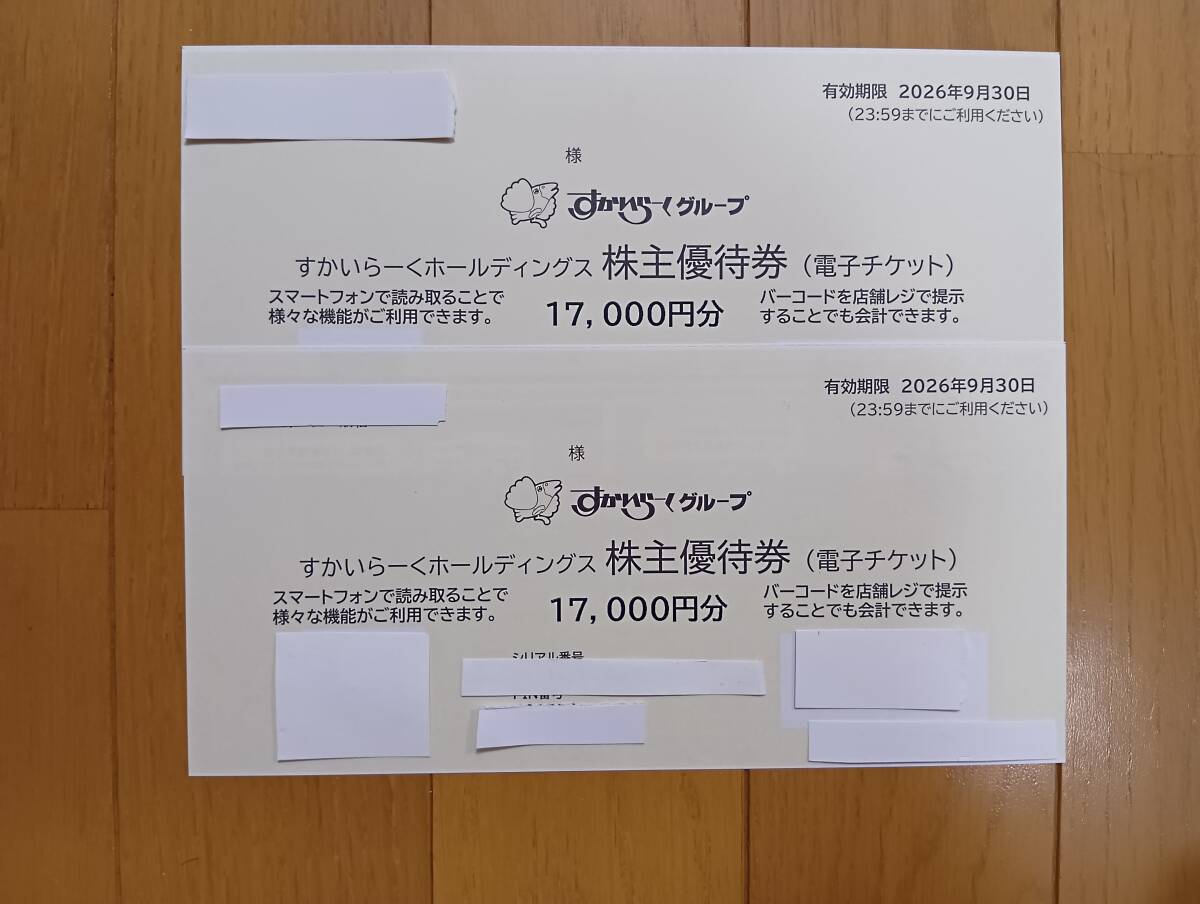 有効期限 2026年9月30日
(23:59までにご利用ください)
様
すかいらーくグループ
すかいらーくホールディングス 株主優待券 (電子チケット)
スマートフォンで読み取ることで
様々な機能がご利用できます。
17,000円分
バーコードを店舗レジで提示
することでも会計できます。
有効期限 2026年9月30日
(23:59までにご利用ください)
様
すかいらーくグループ
すかいらーくホールディングス 株主優待券 (電子チケット)
スマートフォンで読み取ることで
様々な機能がご利用できます。
17,000円分
バーコードを店舗レジで提示
することでも会計できます。
シリアル番号
PIN番号